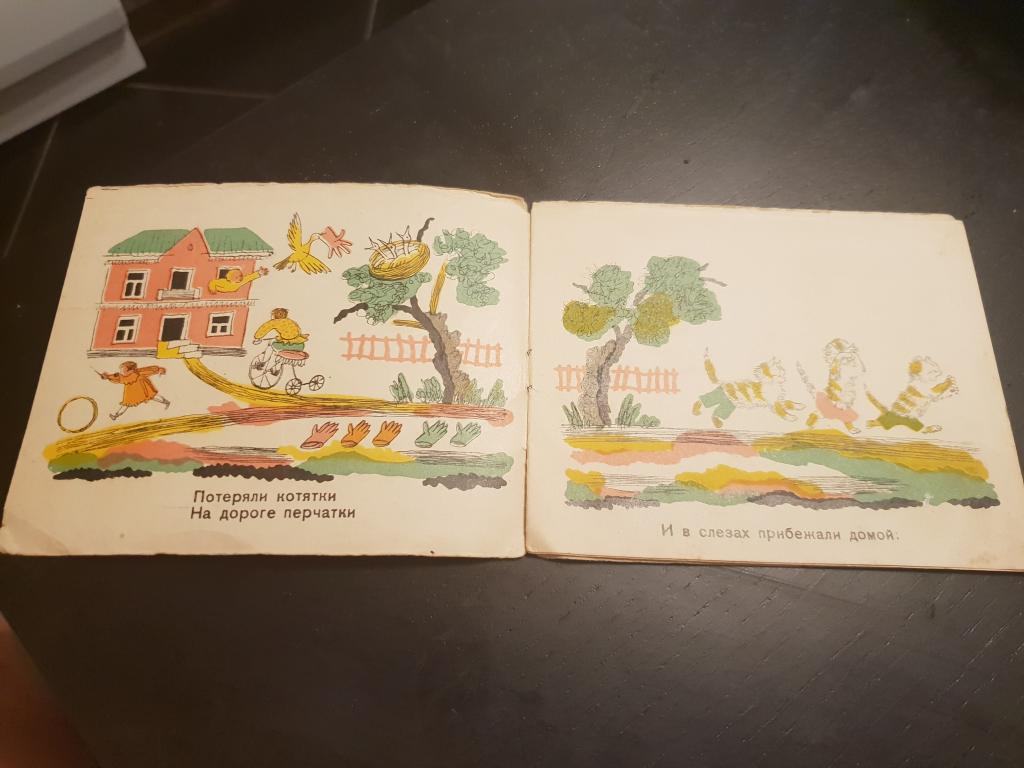 Потеряли котятки
На дороге перчатки
И в слезах прибежали домой: